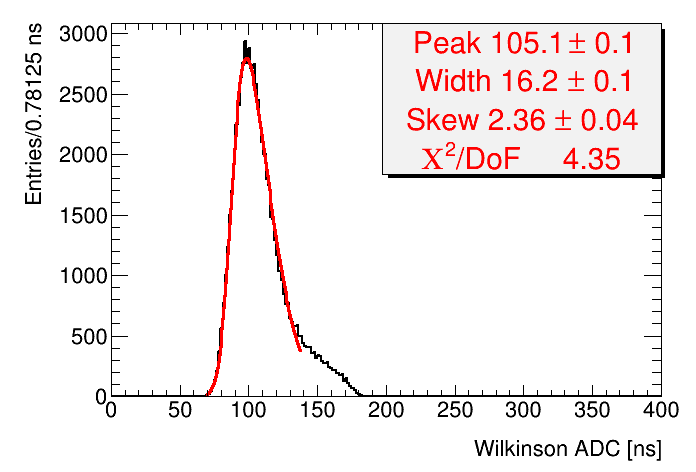 Peak 105.1 ± 0.1
Width 16.2 ± 0.1
Skew 2.36 ± 0.04
Χ²/DoF 4.35
Entries/0.78125 ns
3000
2500
2000
1500
1000
500
0
0 50 100 150 200 250 300 350 400
Wilkinson ADC [ns]